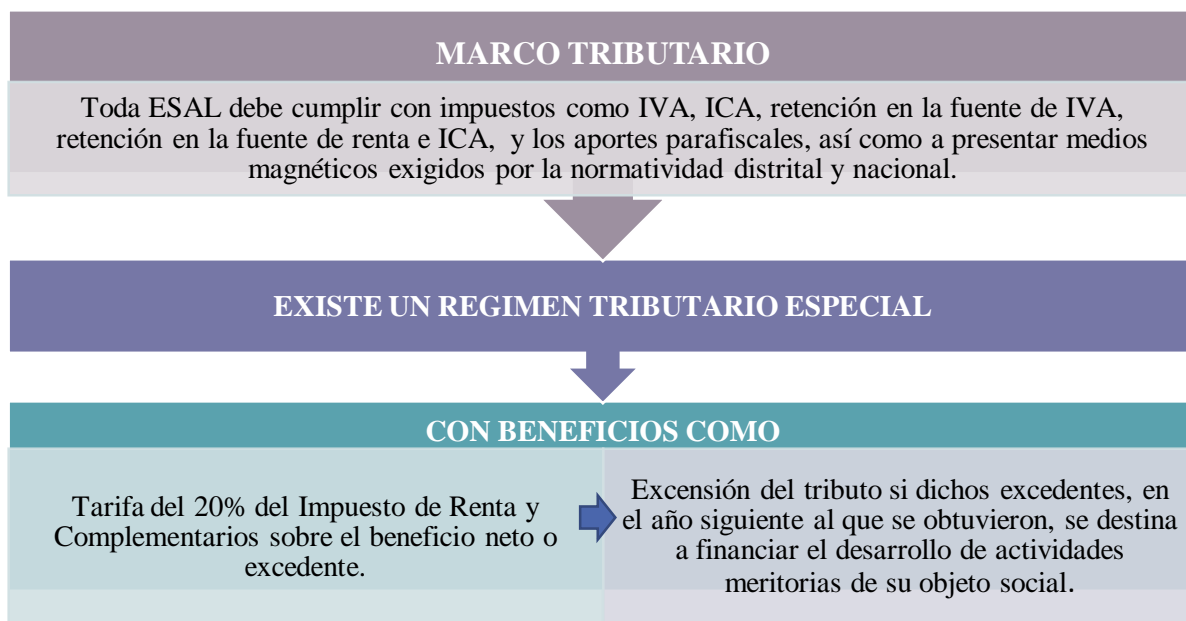 MARCO TRIBUTARIO
Toda ESAL debe cumplir con impuestos como IVA, ICA, retención en la fuente de IVA,
retención en la fuente de renta e ICA, y los aportes parafiscales, así como a presentar medios
magnéticos exigidos por la normatividad distrital y nacional.
EXISTE UN REGIMEN TRIBUTARIO ESPECIAL
CON BENEFICIOS COMO
Tarifa del 20% del Impuesto de Renta y
Complementarios sobre el beneficio neto o
excedente.
Excensión del tributo si dichos excedentes, en
el año siguiente al que se obtuvieron, se destina
a financiar el desarrollo de actividades
meritorias de su objeto social.